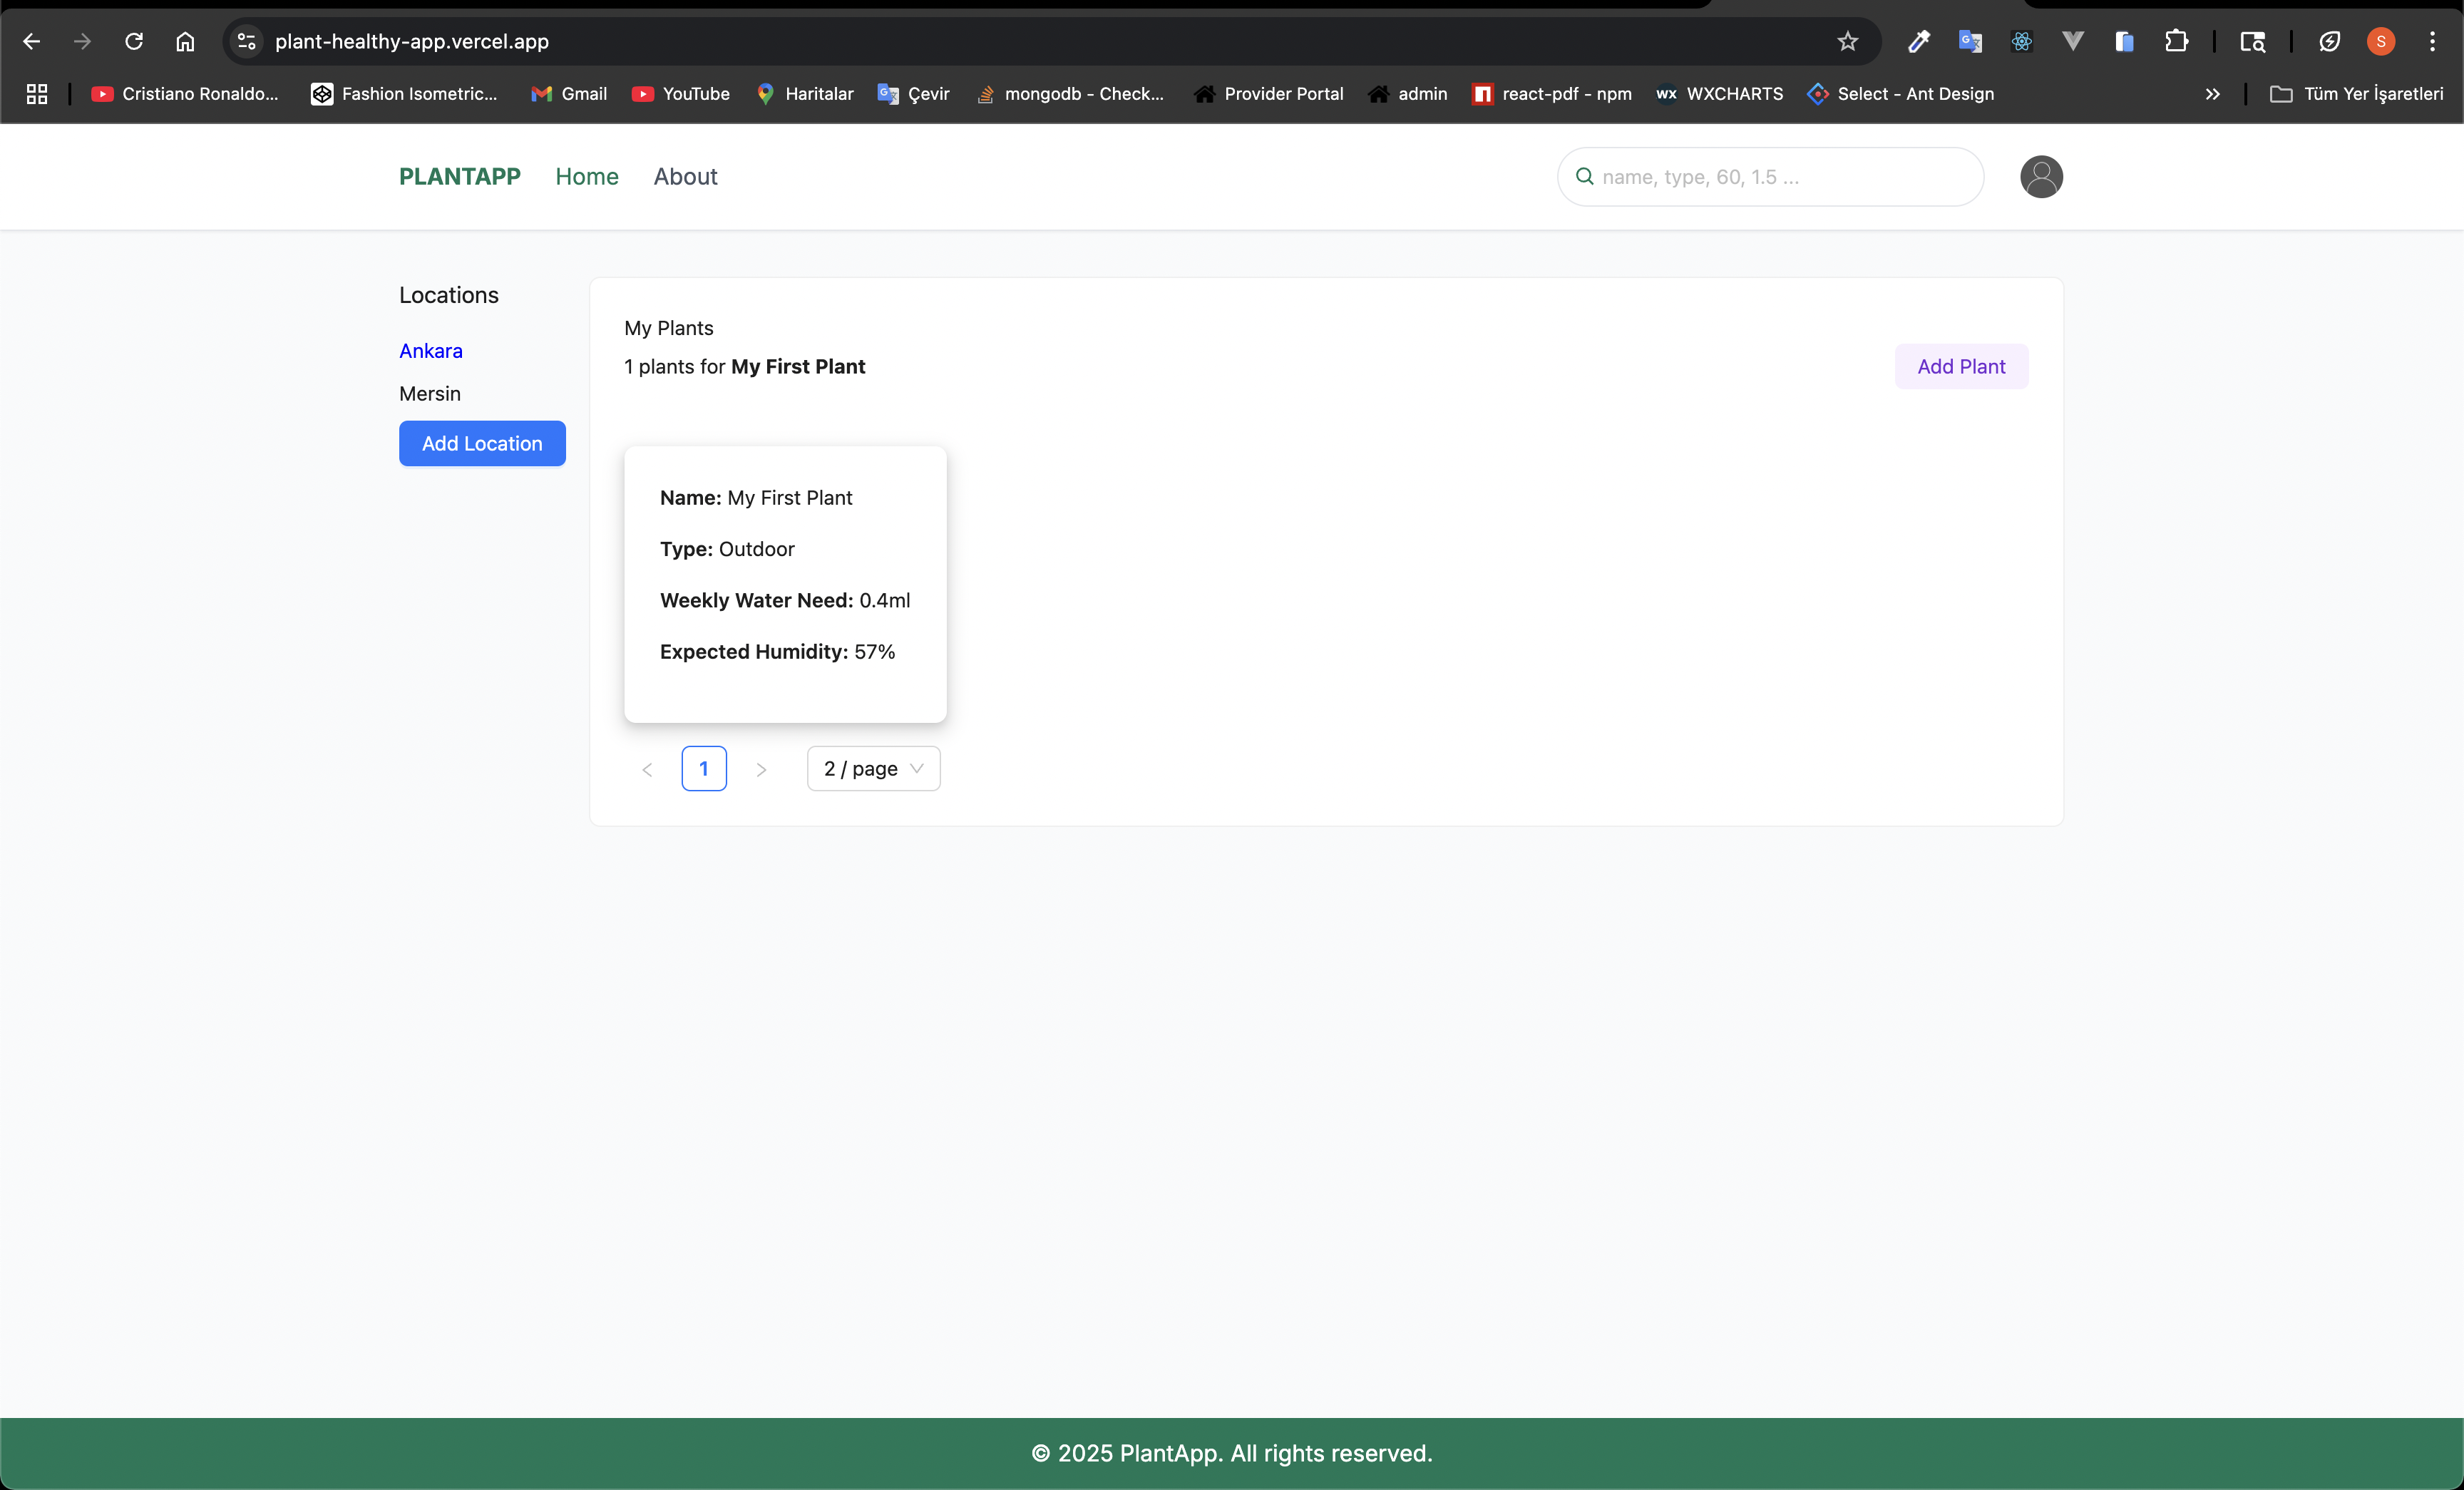 plant-healthy-app.vercel.app
S
Cristiano Ronaldo...
Fashion Isometric...
Gmail
YouTube
Haritalar
Çevir
mongodb - Check...
Provider Portal
admin
react-pdf - npm
WX WXCHARTS
Select - Ant Design
Tüm Yer İşaretleri
PLANTAPP
Home
About
name, type, 60, 1.5 ...
Locations
Ankara
Mersin
Add Location
My Plants
1 plants for My First Plant
Add Plant
Name: My First Plant
Type: Outdoor
Weekly Water Need: 0.4ml
Expected Humidity: 57%
1
2 / page
© 2025 PlantApp. All rights reserved.